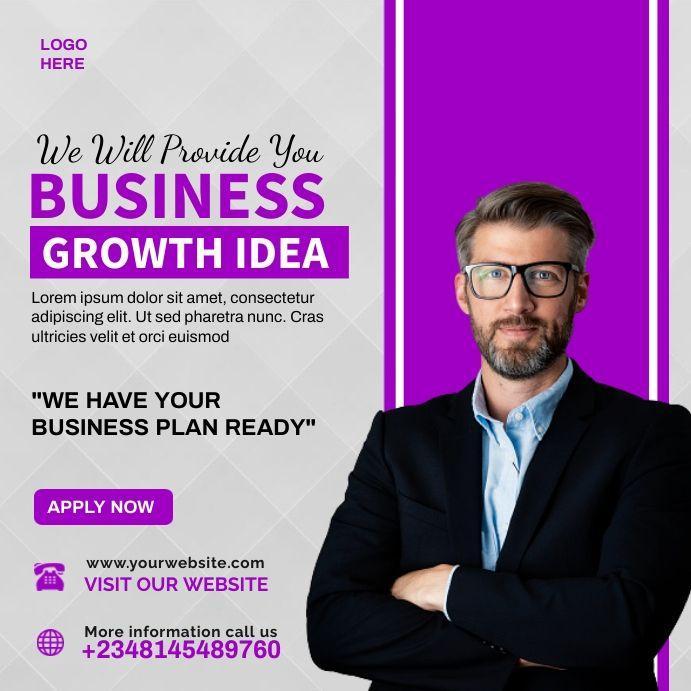 LOGO
HERE
We Will Provide You
BUSINESS
GROWTH IDEA
Lorem ipsum dolor sit amet, consectetur
adipiscing elit. Ut sed pharetra nunc. Cras
ultricies velit et orci euismod
"WE HAVE YOUR
BUSINESS PLAN READY"
APPLY NOW
www.yourwebsite.com
VISIT OUR WEBSITE
More information call us
+2348145489760